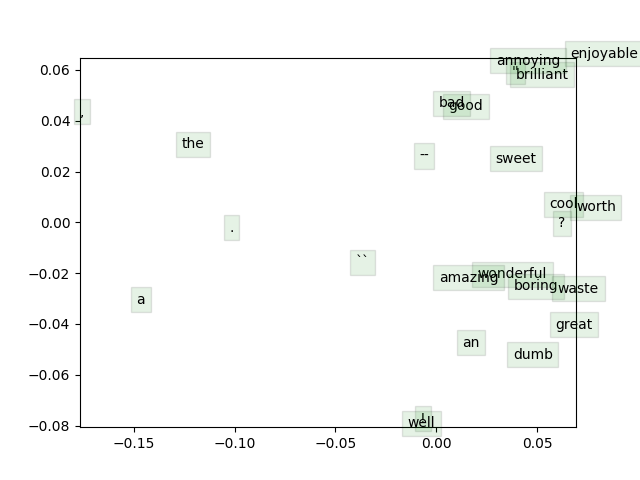 enjoyable
annoying
"
brilliant
0.06
bad
good
,
0.04
the
--
sweet
0.02
cool
worth
?
0.00
.
``
wonderful
amazing
boring
waste
−0.02
a
great
−0.04
an
dumb
−0.06
!
well
−0.08
−0.15
−0.10
−0.05
0.00
0.05